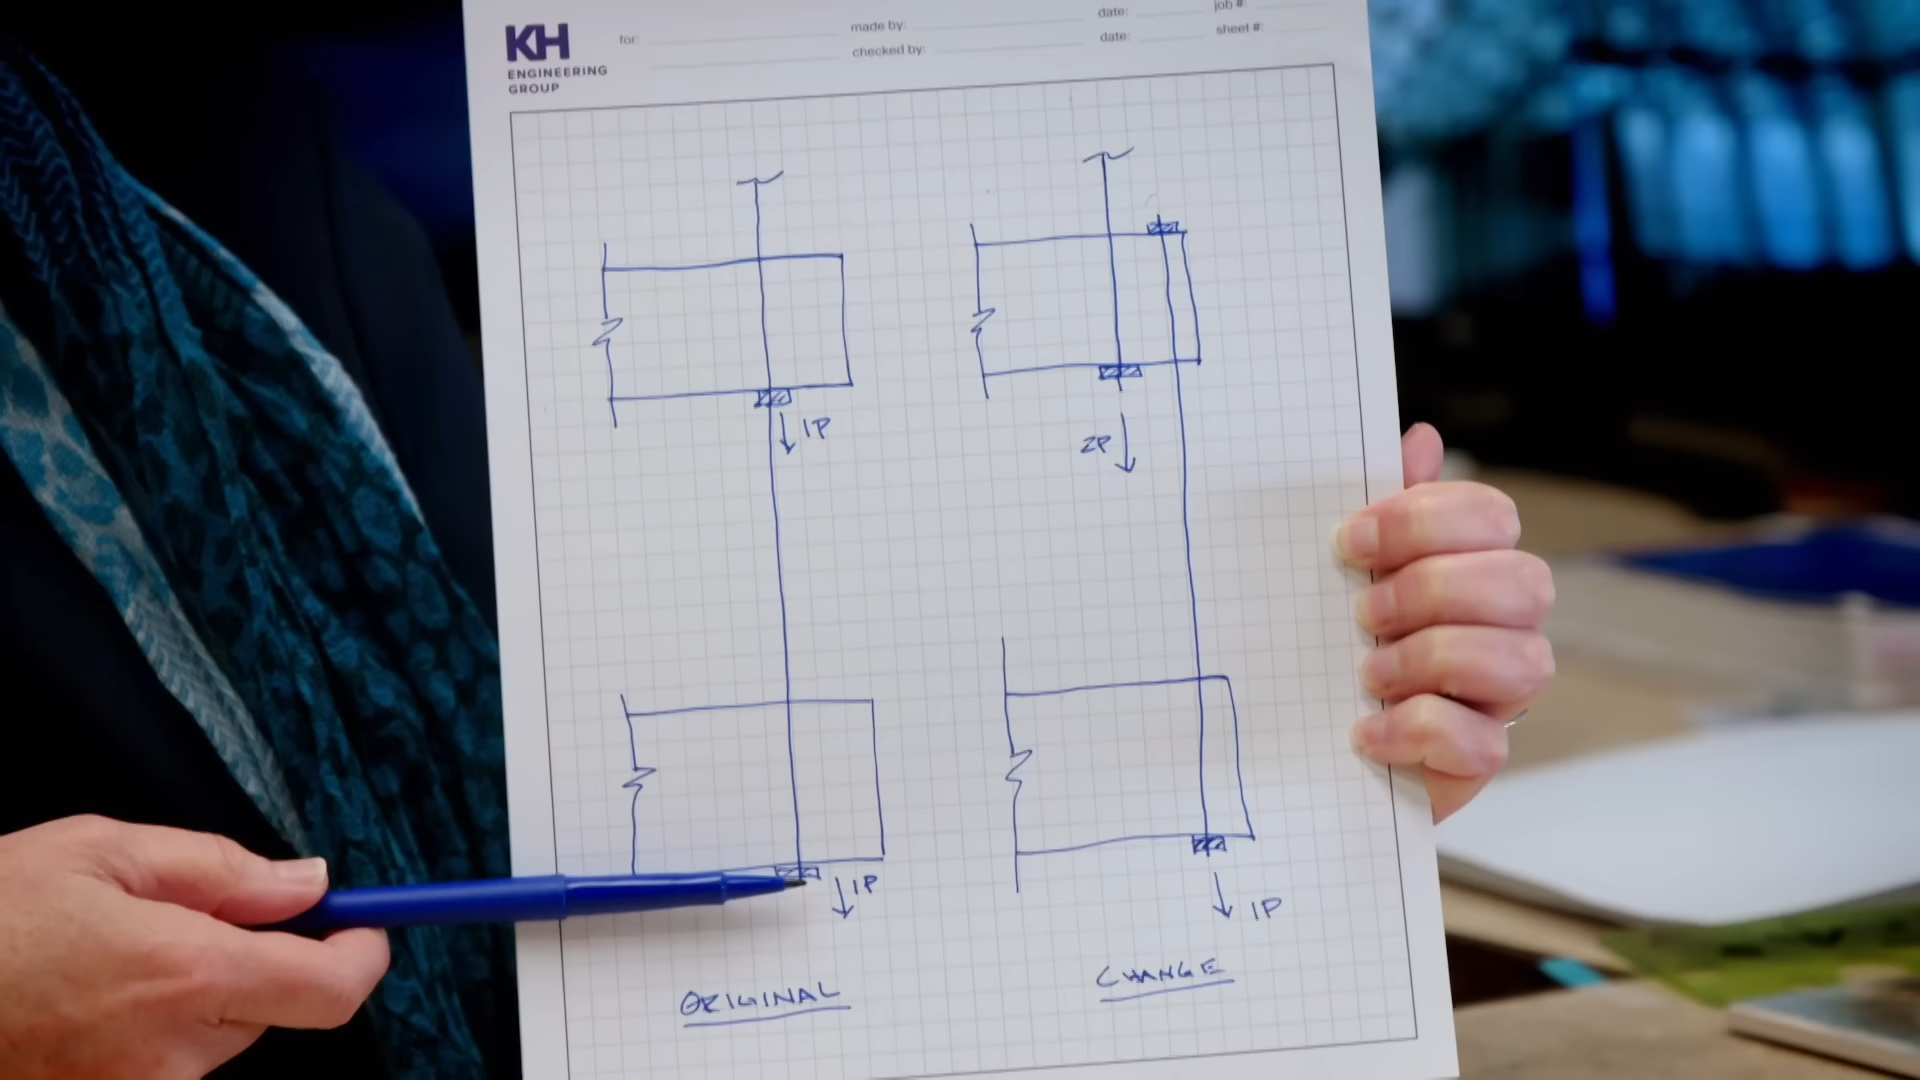 KH
ENGINEERING
GROUP
for:
made by:
checked by:
date:
date:
job #:
sheet #:
1P
2P
1P
1P
ORIGINAL
CHANGE